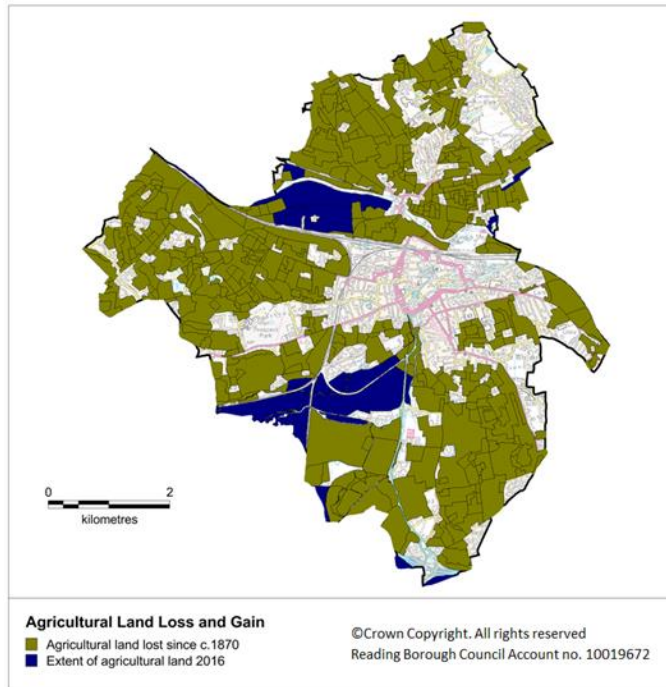 0
2
kilometres
Agricultural Land Loss and Gain
Agricultural land lost since c.1870
Extent of agricultural land 2016
©Crown Copyright. All rights reserved
Reading Borough Council Account no. 10019672